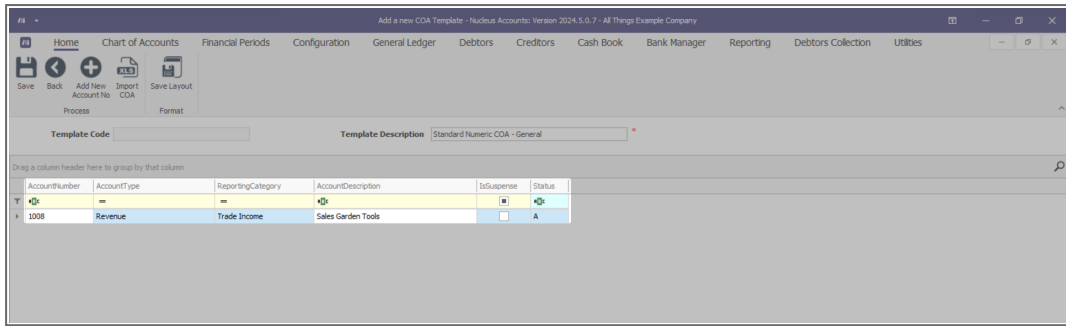 Add a new COA Template - Nucleus Accounts: Version 2024.5.0.7 - All Things Example Company
Home Chart of Accounts Financial Periods Configuration General Ledger Debtors Creditors Cash Book Bank Manager Reporting Debtors Collection Utilities
XLS
Save Back Add New Account No Import COA Save Layout
Process Format
Template Code Template Description Standard Numeric COA - General *
Drag a column header here to group by that column
AccountNumber AccountType ReportingCategory AccountDescription IsSuspense Status
= =
1008 Revenue Trade Income Sales Garden Tools A